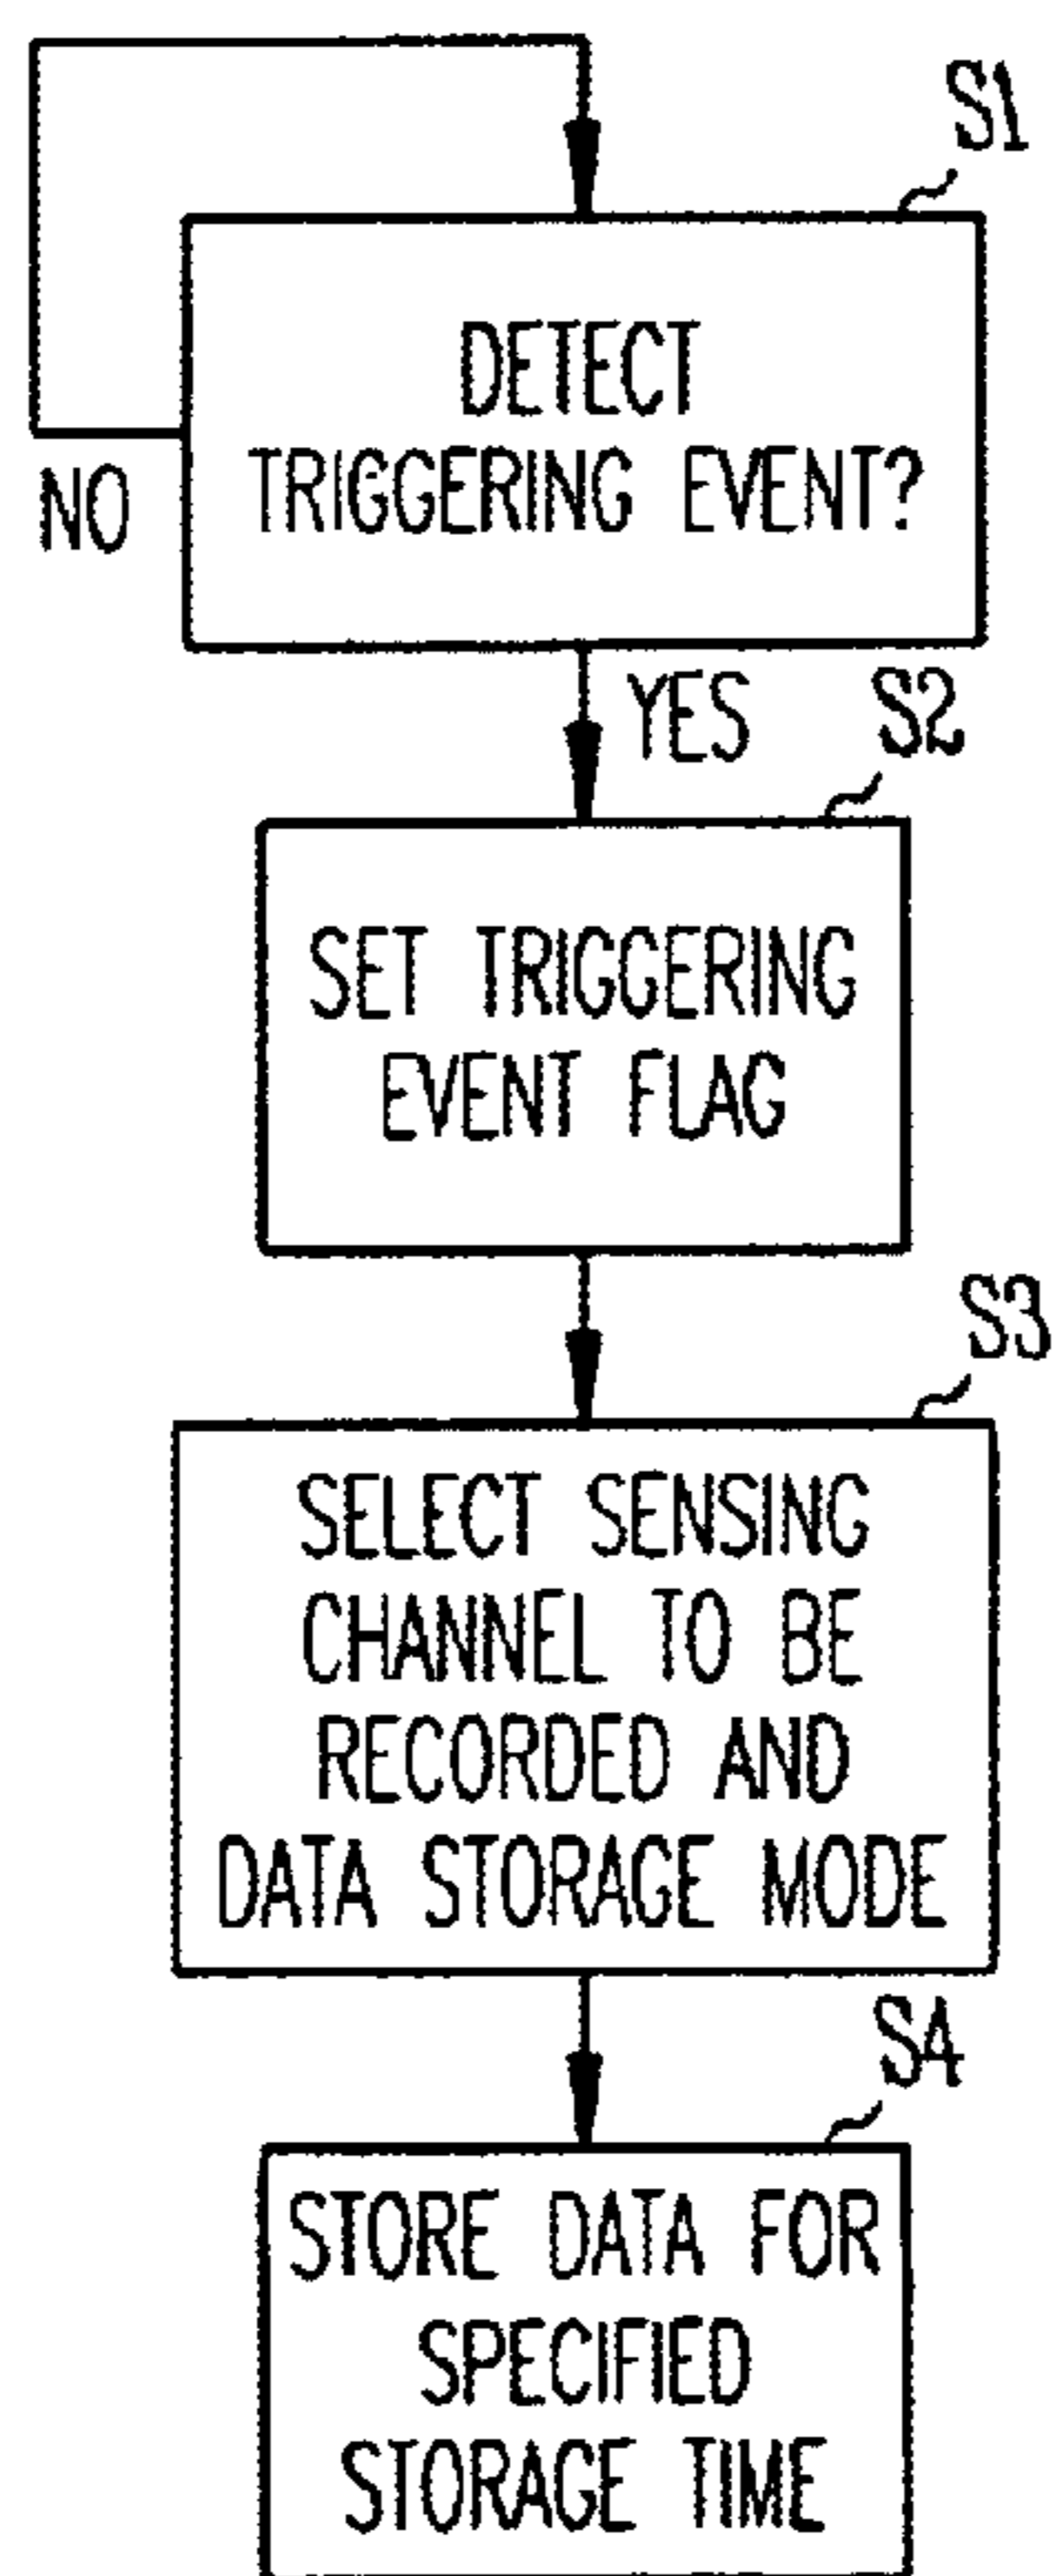 S1
DETECT
TRIGGERING EVENT?
NO
YES
S2
SET TRIGGERING
EVENT FLAG
S3
SELECT SENSING
CHANNEL TO BE
RECORDED AND
DATA STORAGE MODE
S4
STORE DATA FOR
SPECIFIED
STORAGE TIME